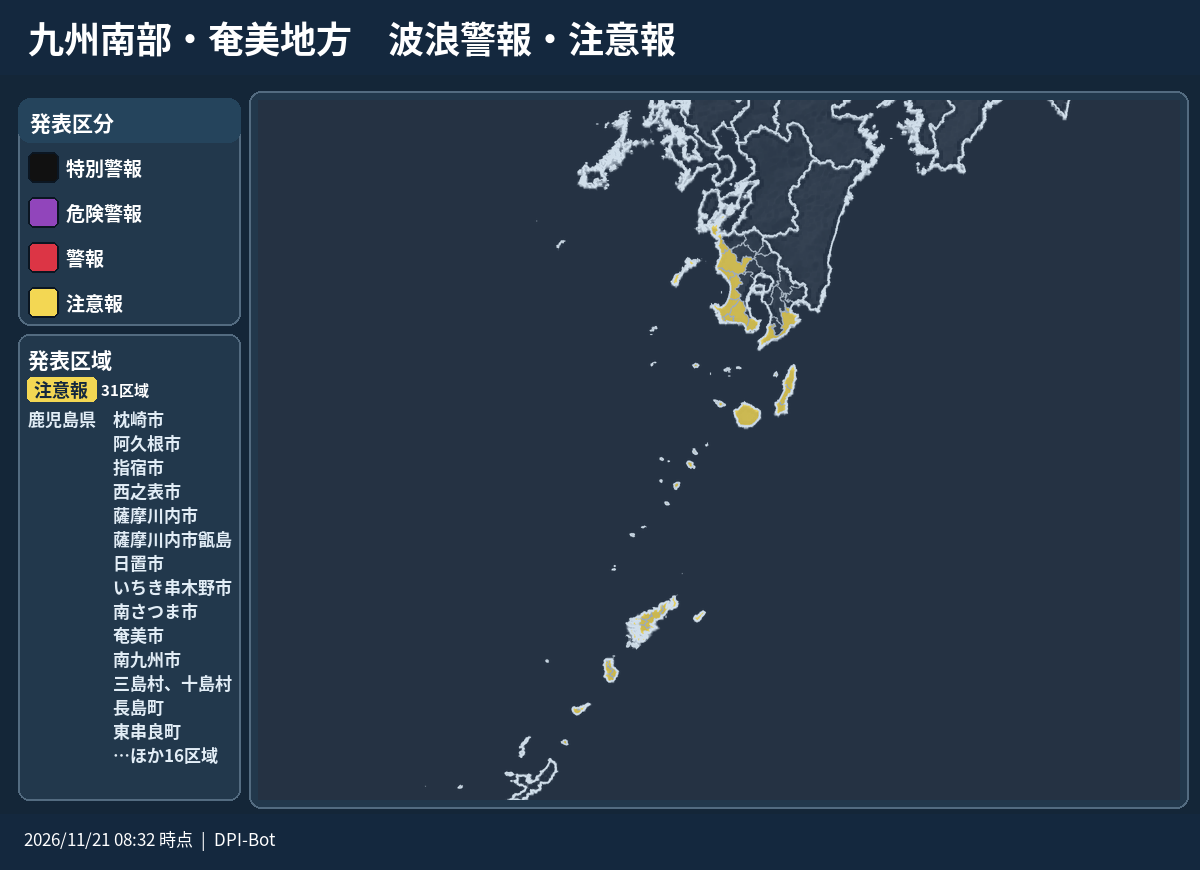 九州南部・奄美地方　波浪警報・注意報
発表区分
特別警報
危険警報
警報
注意報
発表区域
注意報 31区域
鹿児島県 枕崎市
阿久根市
指宿市
西之表市
薩摩川内市
薩摩川内市甑島
日置市
いちき串木野市
南さつま市
奄美市
南九州市
三島村、十島村
長島町
東串良町
…ほか16区域
2026/11/21 08:32 時点｜DPI-Bot